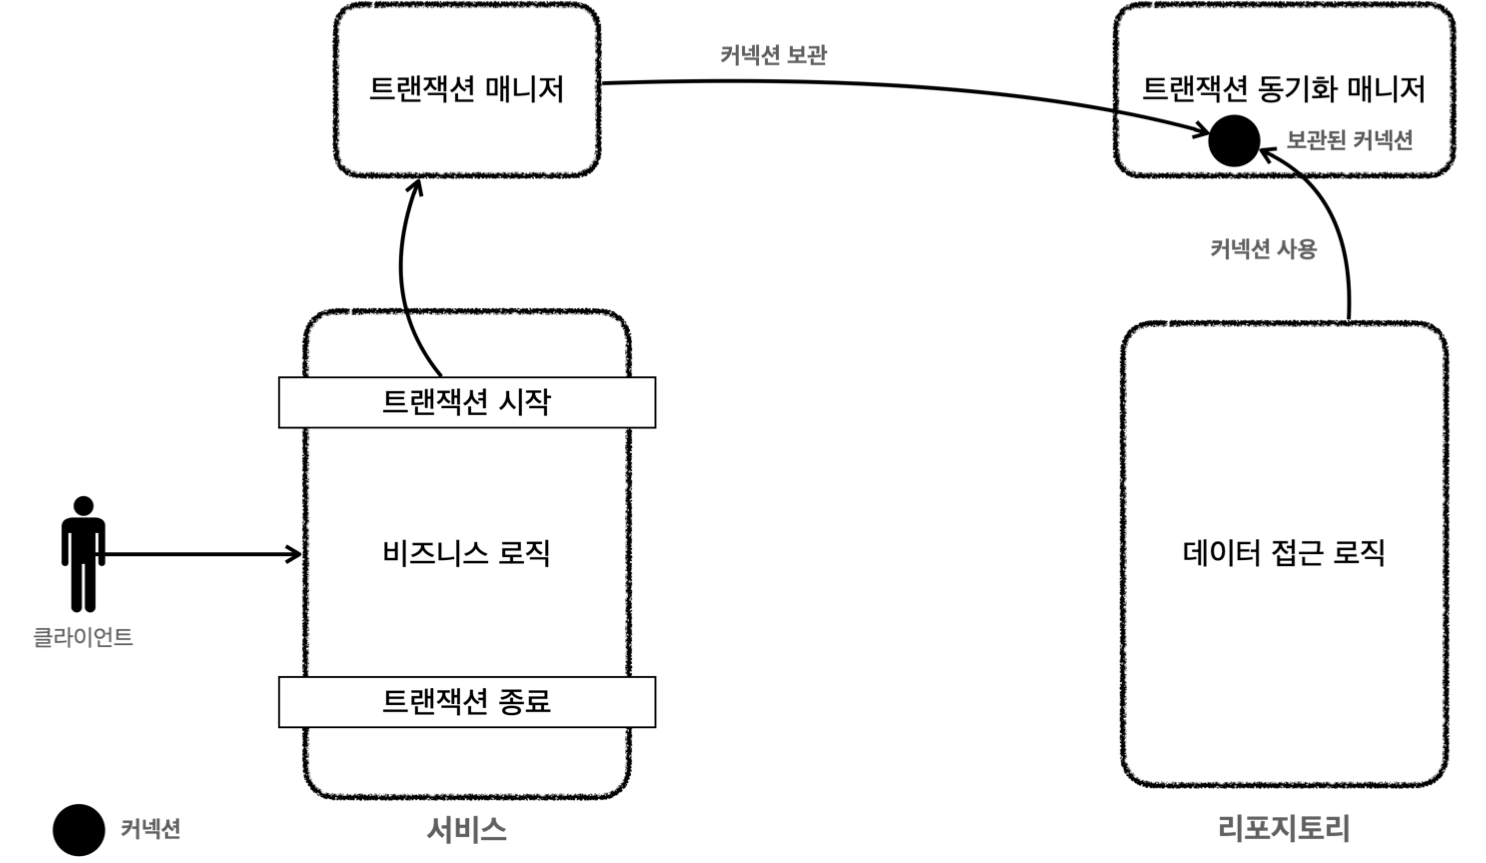 커넥션 보관
트랜잭션 매니저
트랜잭션 동기화 매니저
보관된 커넥션
커넥션 사용
트랜잭션 시작
비즈니스 로직
데이터 접근 로직
클라이언트
트랜잭션 종료
커넥션
서비스
리포지토리